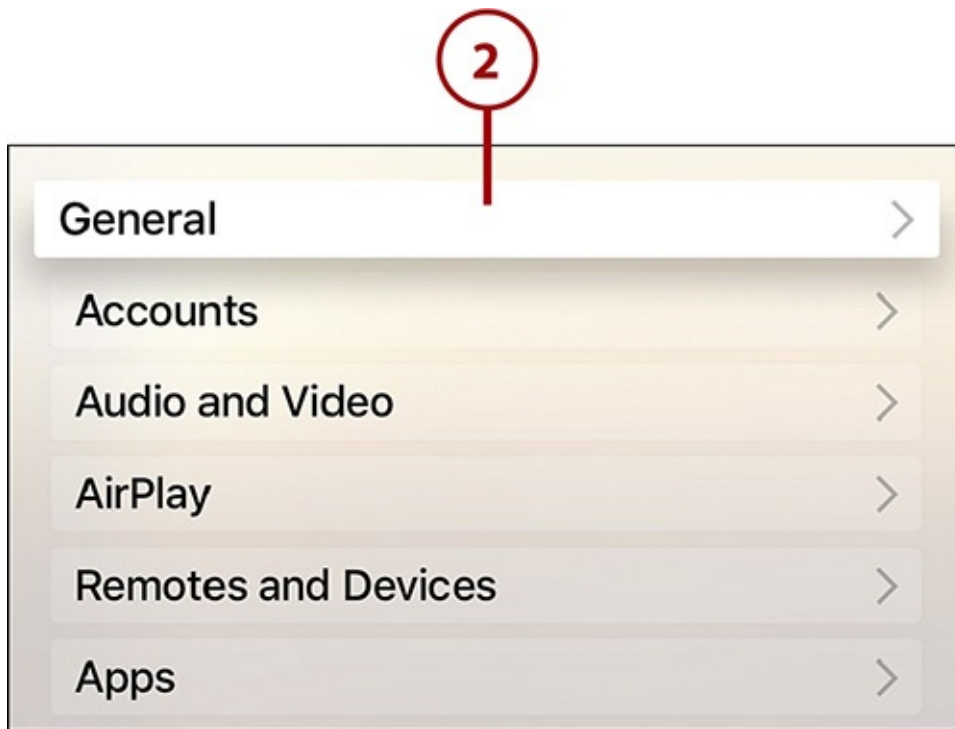 2
General
Accounts
Audio and Video
AirPlay
Remotes and Devices
Apps